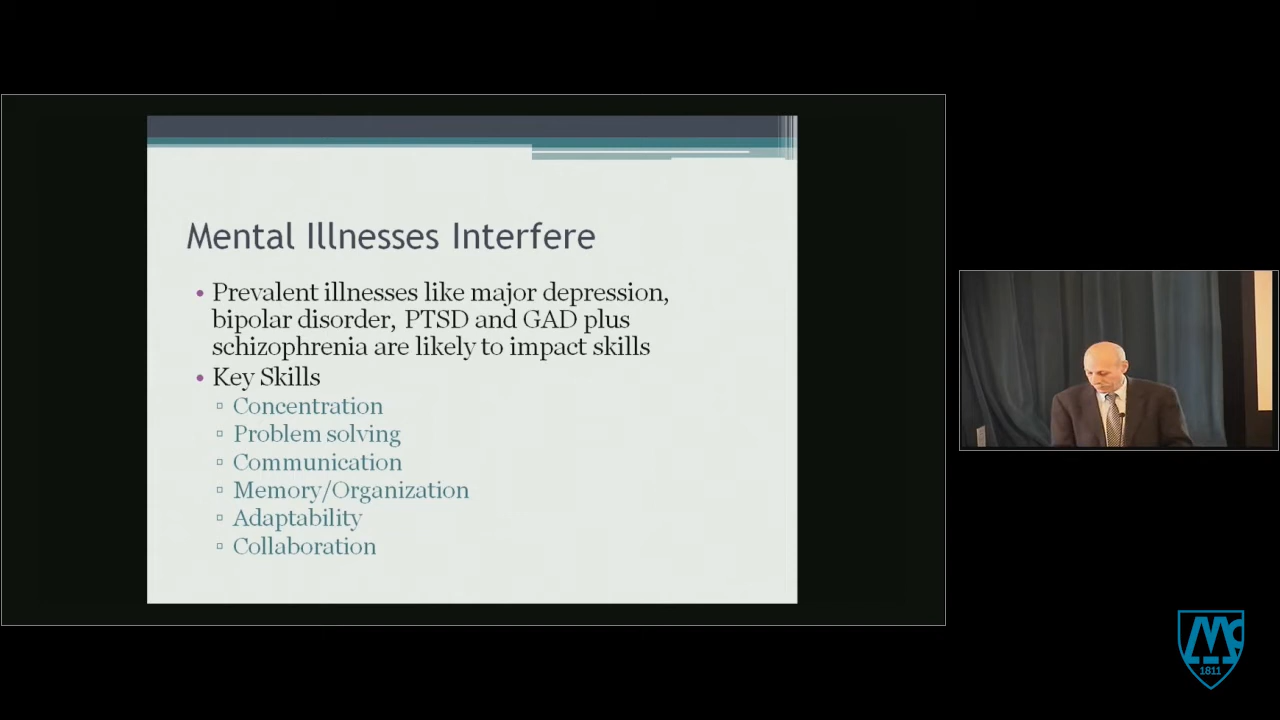 Mental Illnesses Interfere
• Prevalent illnesses like major depression,
bipolar disorder, PTSD and GAD plus
schizophrenia are likely to impact skills
• Key Skills
▫ Concentration
▫ Problem solving
▫ Communication
▫ Memory/Organization
▫ Adaptability
▫ Collaboration
Mc
1811